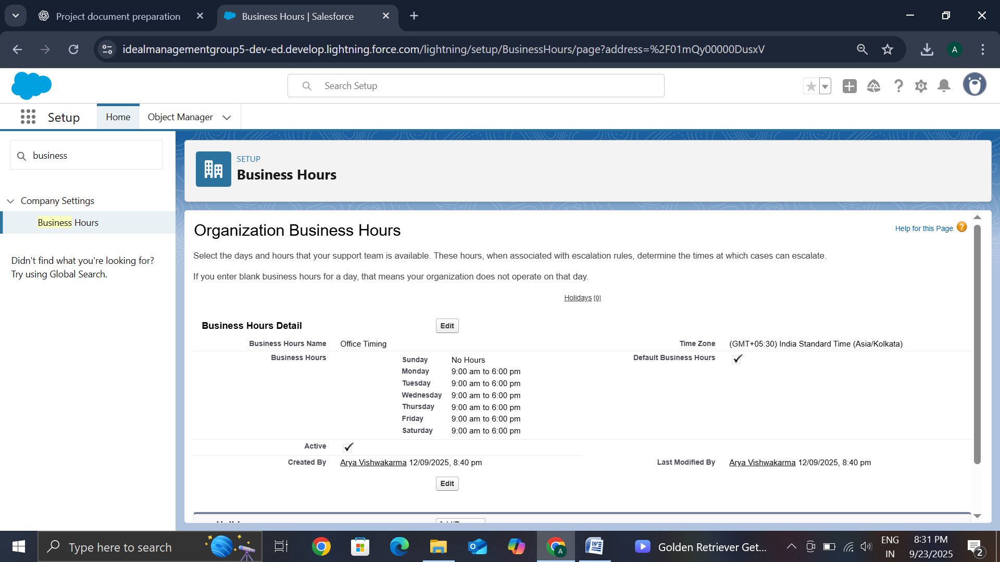 Project document preparation
Business Hours | Salesforce
idealmanagementgroup5-dev-ed.develop.lightning.force.com/lightning/setup/BusinessHours/page?address=%2F01mQy00000DusxV
A
Search Setup
Setup
Home
Object Manager
business
Company Settings
Business Hours
Didn't find what you're looking for?
Try using Global Search.
SETUP
Business Hours
Organization Business Hours
Help for this Page ?
Select the days and hours that your support team is available. These hours, when associated with escalation rules, determine the times at which cases can escalate.
If you enter blank business hours for a day, that means your organization does not operate on that day.
Holidays [0]
Business Hours Detail
Edit
Business Hours Name Office Timing
Time Zone (GMT+05:30) India Standard Time (Asia/Kolkata)
Business Hours
Sunday No Hours
Monday 9:00 am to 6:00 pm
Tuesday 9:00 am to 6:00 pm
Wednesday 9:00 am to 6:00 pm
Thursday 9:00 am to 6:00 pm
Friday 9:00 am to 6:00 pm
Saturday 9:00 am to 6:00 pm
Default Business Hours
Active
Created By Arya Vishwakarma 12/09/2025, 8:40 pm
Last Modified By Arya Vishwakarma 12/09/2025, 8:40 pm
Edit
Type here to search
A
Golden Retriever Get...
ENG
IN
8:31 PM
9/23/2025
2